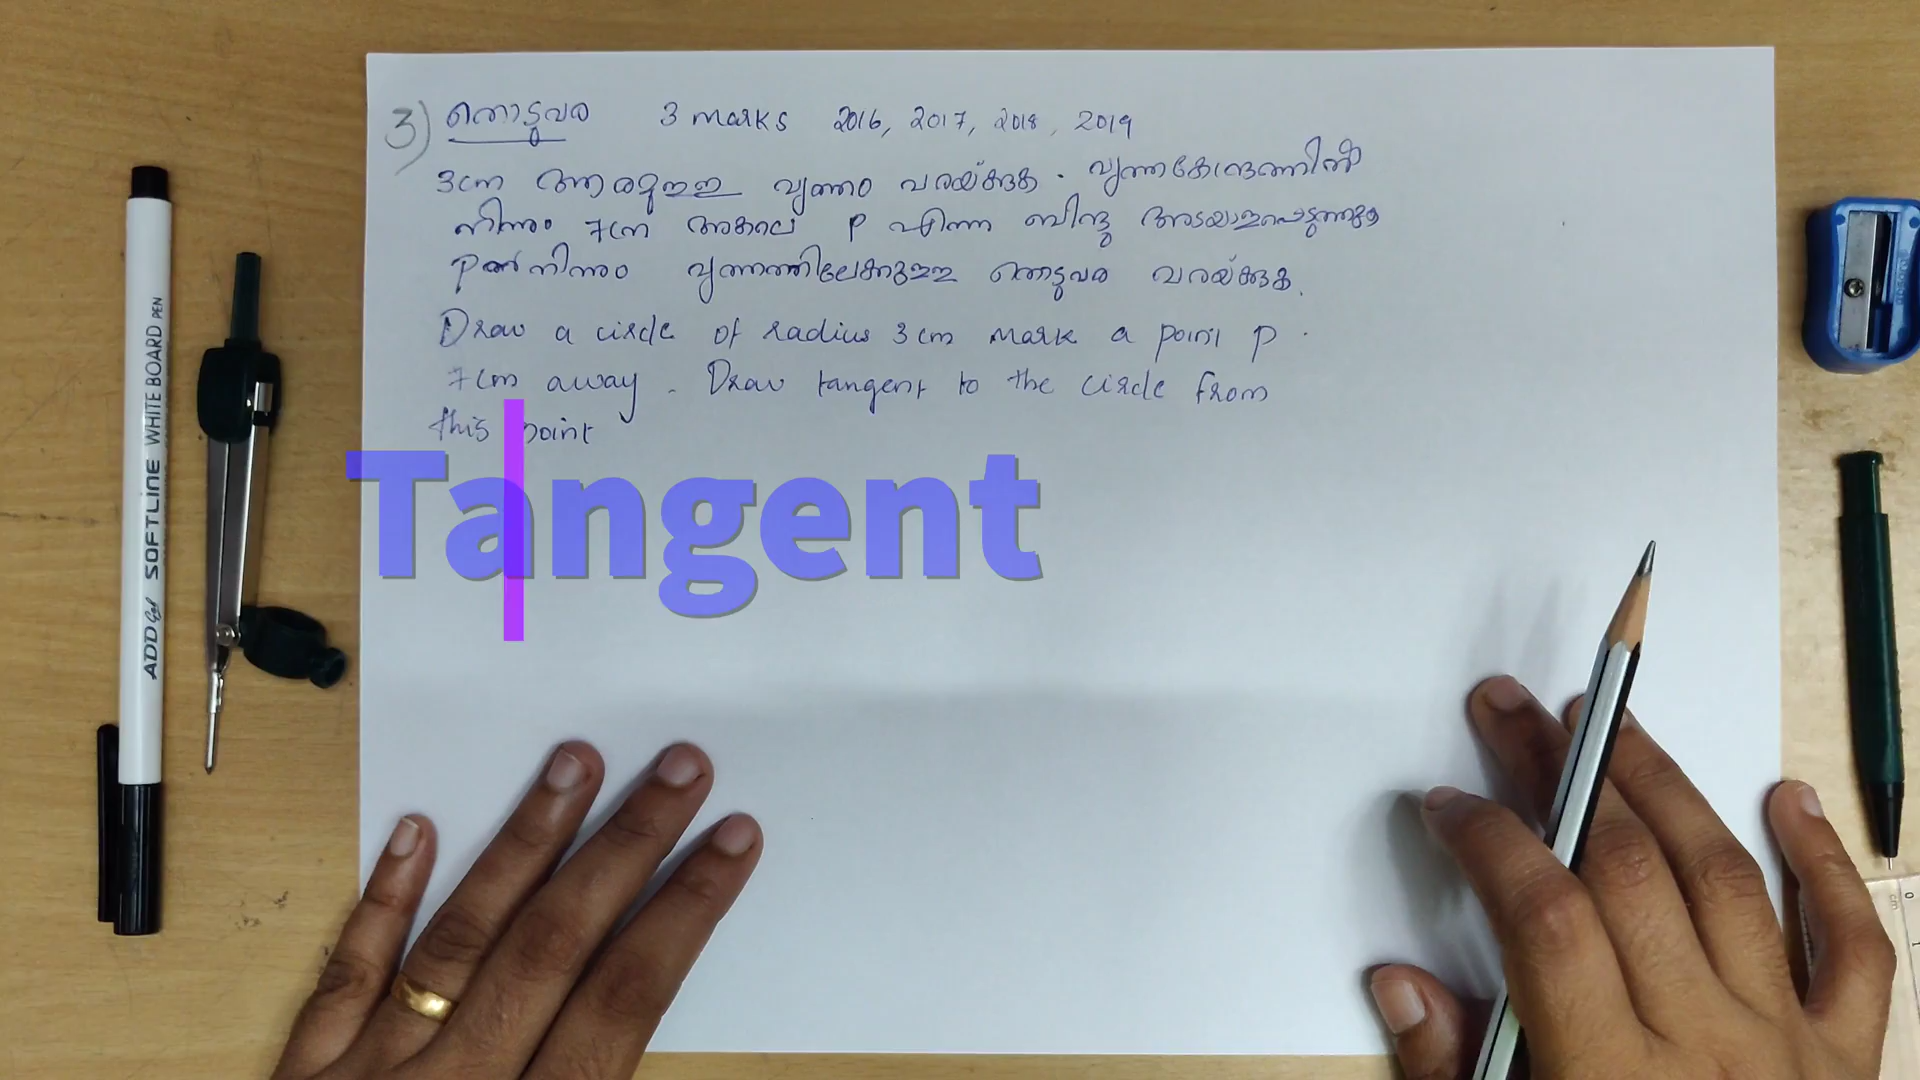 3) തൊടുവര 3 marks 2016, 2017, 2018, 2019
3cm ആരമുള്ള വൃത്തം വരയ്ക്കുക. വൃത്തകേന്ദ്രത്തിൽ
നിന്നും 7cm അകലെ P എന്ന ബിന്ദു അടയാളപ്പെടുത്തുക
P യിൽ നിന്നും വൃത്തത്തിലേക്കുള്ള തൊടുവര വരയ്ക്കുക.
Draw a circle of radius 3cm mark a point p.
7cm away. Draw tangent to the circle from
this point
Tangent
ADD Gel SOFTLINE WHITE BOARD PEN
cm 0